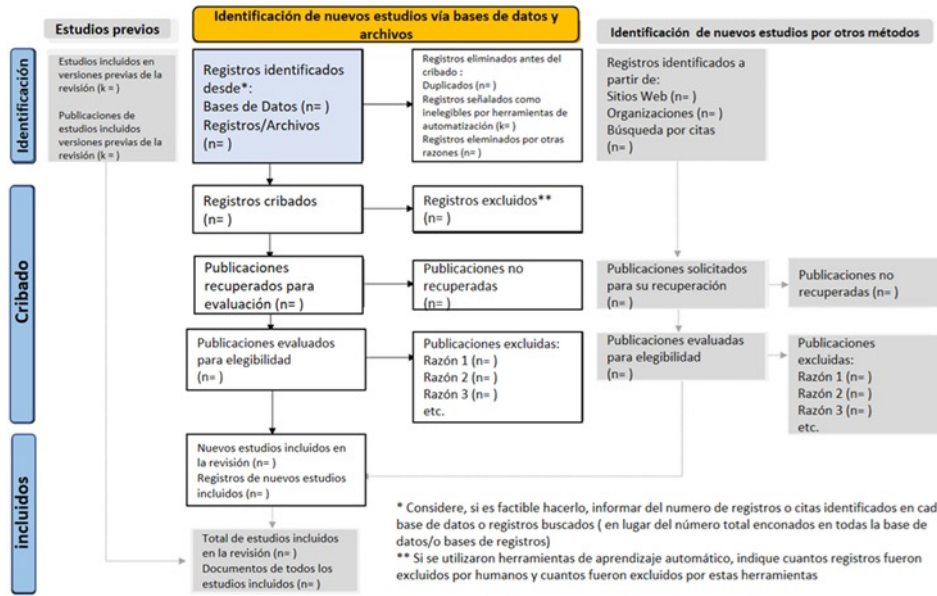 Estudios previos
Identificación de nuevos estudios vía bases de datos y
archivos
Identificación de nuevos estudios por otros métodos
Identificación
Estudios incluidos en
versiones previas de la
revisión (k = )
Publicaciones de
estudios incluidos
versiones previas de la
revisión (k = )
Registros identificados
desde*:
Bases de Datos (n= )
Registros/Archivos
(n= )
Registros eliminados antes del
cribado :
Duplicados (n= )
Registros señalados como
inelegibles por herramientas de
automatización (k= )
Registros eleminados por otras
razones (n= )
Registros identificados a
partir de:
Sitios Web (n= )
Organizaciones (n= )
Búsqueda por citas
(n= )
Cribado
Registros cribados
(n= )
Registros excluidos**
(n= )
Publicaciones
recuperados para
evaluación (n= )
Publicaciones no
recuperadas
(n= )
Publicaciones solicitados
para su recuperación
(n= )
Publicaciones no
recuperadas (n= )
Publicaciones evaluados
para elegibilidad
(n= )
Publicaciones excluidas:
Razón 1 (n= )
Razón 2 (n= )
Razón 3 (n= )
etc.
Publicaciones evaluadas
para elegibilidad
(n= )
Publicaciones
excluidas:
Razón 1 (n= )
Razón 2 (n= )
Razón 3 (n= )
etc.
incluidos
Nuevos estudios incluidos en
la revisión (n= )
Registros de nuevos estudios
incluidos (n= )
Total de estudios incluidos
en la revisión (n= )
Documentos de todos los
estudios incluidos (n= )
* Considere, si es factible hacerlo, informar del numero de registros o citas identificados en cad
base de datos o registros buscados ( en lugar del número total enconados en todas la base de
datos/o bases de registros)
** Si se utilizaron herramientas de aprendizaje automático, indique cuantos registros fueron
excluidos por humanos y cuantos fueron excluidos por estas herramientas